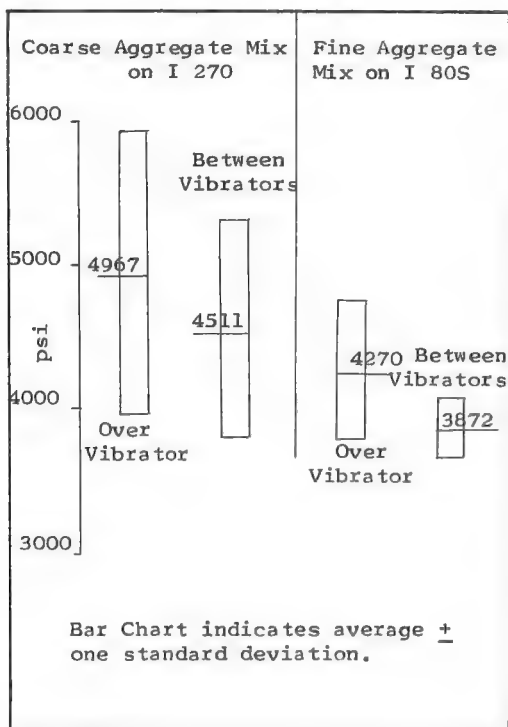 Coarse Aggregate Mix
on I 270
Fine Aggregate
Mix on I 80S
6000
5000
4000
3000
psi
Between
Vibrators
4967
4511
Over
Vibrator
4270
Between
Vibrators
3872
Over
Vibrator
Bar Chart indicates average ±
one standard deviation.